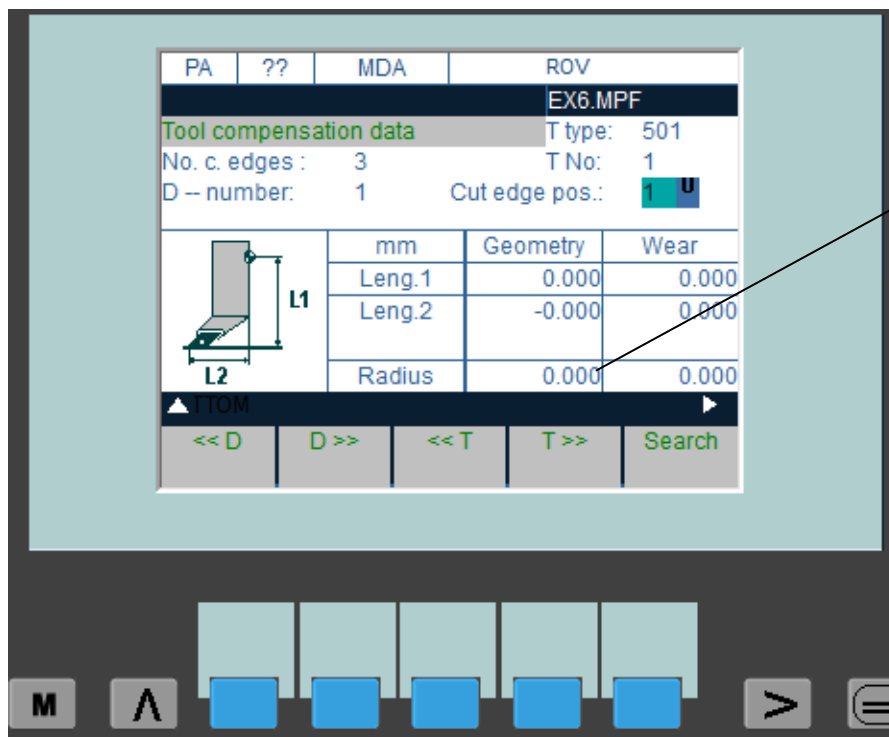 PA ?? MDA ROV
EX6.MPF
Tool compensation data T type: 501
No. c. edges : 3 T No: 1
D -- number: 1 Cut edge pos.: 1 U
mm Geometry Wear
Leng.1 0.000 0.000
L1 Leng.2 -0.000 0.000
L2 Radius 0.000 0.000
TTOM
<< D D >> << T T >> Search
M Λ >